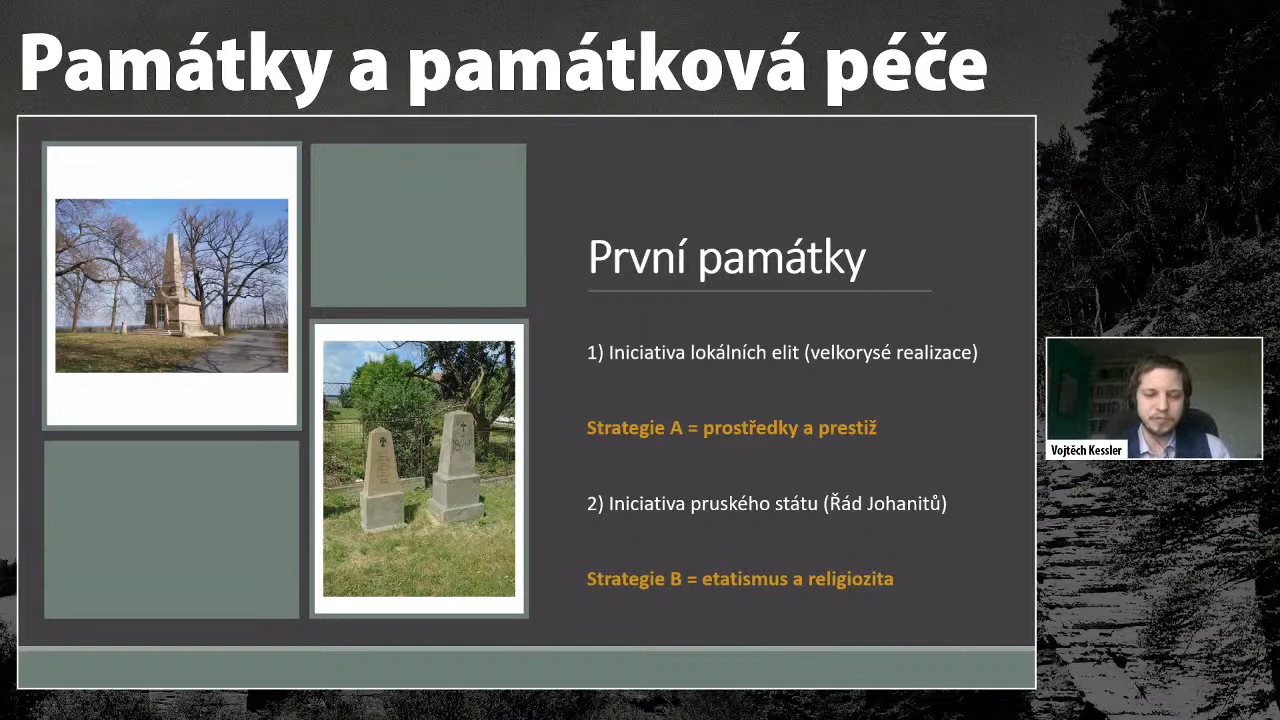 Památky a památková péče
První památky
1) Iniciativa lokálních elit (velkorysé realizace)
Strategie A = prostředky a prestiž
2) Iniciativa pruského státu (Řád Johanitů)
Strategie B = etatismus a religiozita
Vojtěch Kessler